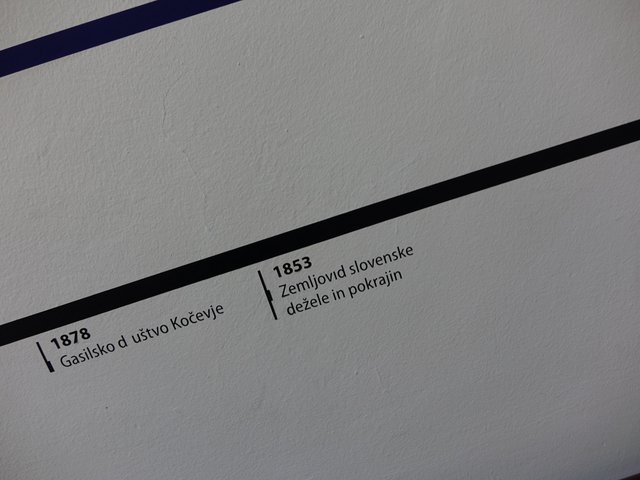 1878
Gasilsko d uštvo Kočevje
1853
Zemljovid slovenske
dežele in pokrajin